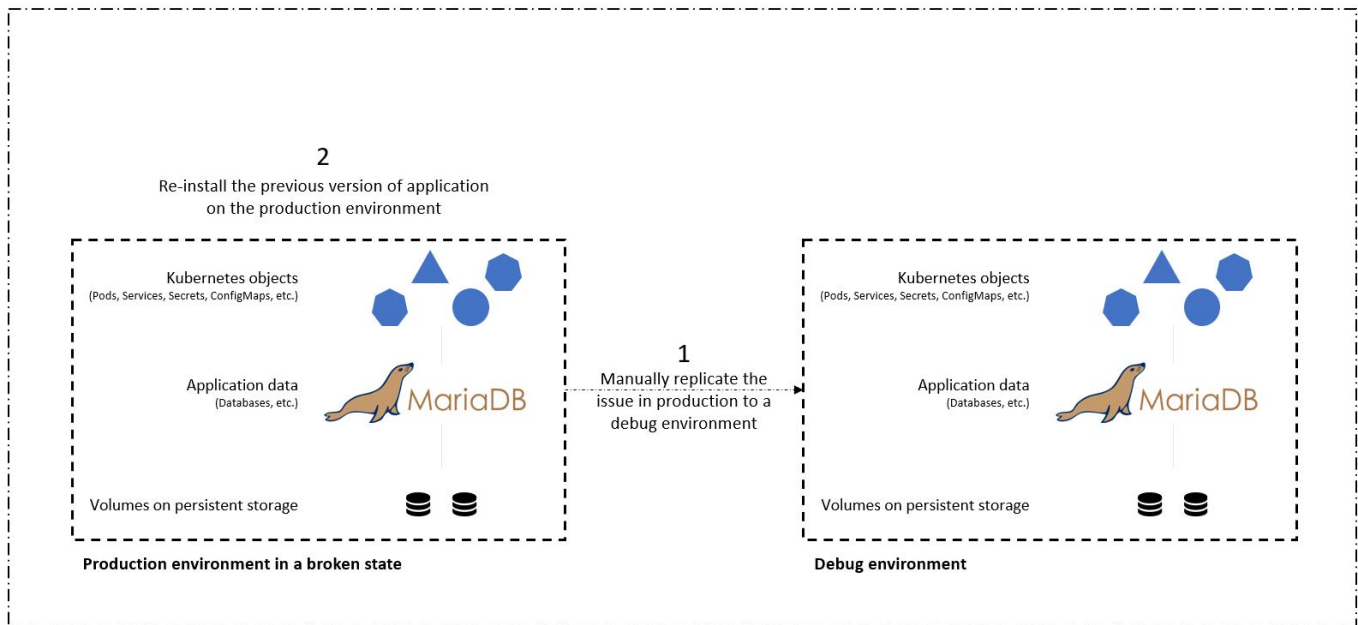 2
Re-install the previous version of application
on the production environment
Kubernetes objects
(Pods, Services, Secrets, ConfigMaps, etc.)
Application data
(Databases, etc.)
MariaDB
Volumes on persistent storage
Production environment in a broken state
1
Manually replicate the
issue in production to a
debug environment
Kubernetes objects
(Pods, Services, Secrets, ConfigMaps, etc.)
Application data
(Databases, etc.)
MariaDB
Volumes on persistent storage
Debug environment